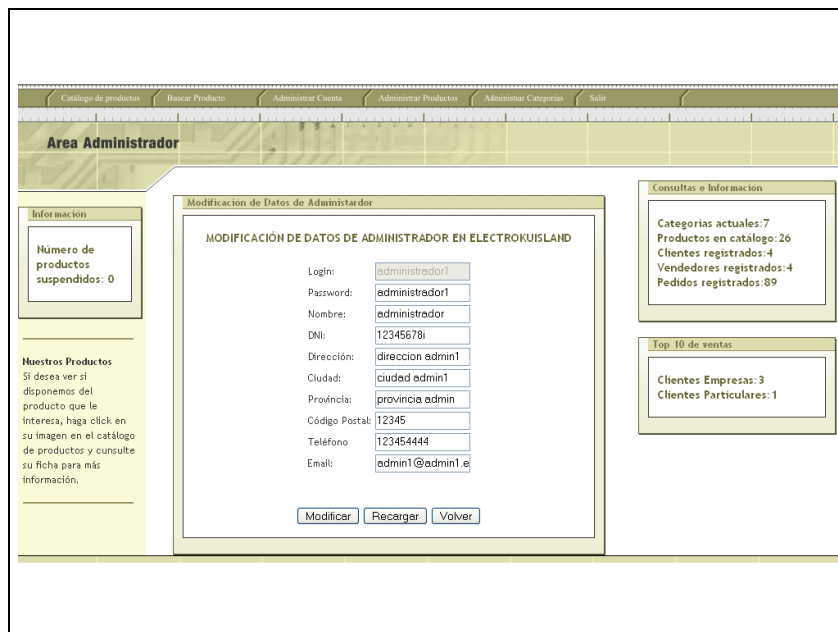 Catálogo de productos Buscar Producto Administrar Cuenta Administrar Productos Administrar Categorias Salir
Area Administrador
Información
Número de
productos
suspendidos: 0
Nuestros Productos
Si desea ver si
disponemos del
producto que le
interesa, haga click en
su imagen en el catálogo
de productos y cunsulte
su ficha para más
información.
Modificación de Datos de Administardor
MODIFICACIÓN DE DATOS DE ADMINISTRADOR EN ELECTROKUISLAND
Login: administrador1
Password: administrador1
Nombre: administrador
DNI: 12345678i
Dirección: direccion admin1
Ciudad: ciudad admin1
Provincia: provincia admin
Código Postal: 12345
Teléfono 123454444
Email: admin1@admin1.e
Modificar Recargar Volver
Consultas e Información
Categorias actuales:7
Productos en catálogo:26
Clientes registrados:4
Vendedores registrados:4
Pedidos registrados:89
Top 10 de ventas
Clientes Empresas:3
Clientes Particulares:1